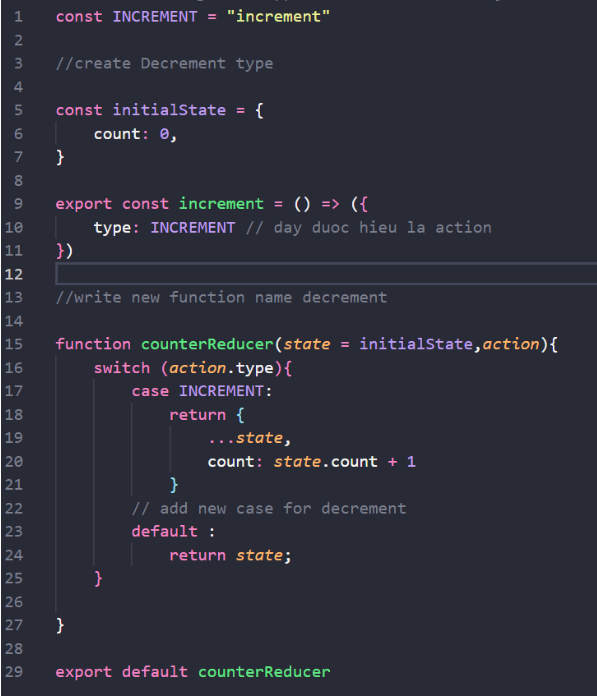 1 const INCREMENT = "increment"
2
3 //create Decrement type
4
5 const initialState = {
6     count: 0,
7 }
8
9 export const increment = () => ({
10     type: INCREMENT // day duoc hieu la action
11 })
12
13 //write new function name decrement
14
15 function counterReducer(state = initialState,action){
16     switch (action.type){
17         case INCREMENT:
18             return {
19                 ...state,
20                 count: state.count + 1
21             }
22         // add new case for decrement
23         default :
24             return state;
25     }
26
27 }
28
29 export default counterReducer